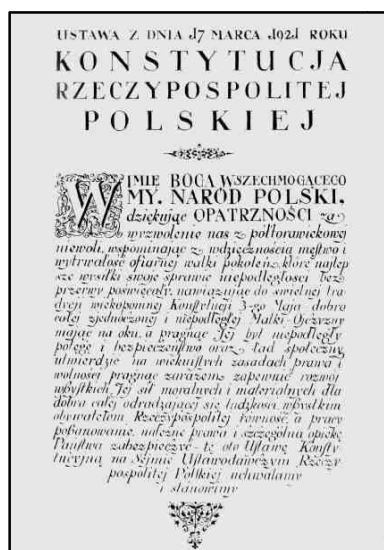 USTAWA Z DNIA 17 MARCA 1921 ROKU
KONSTYTUCJA
RZECZYPOSPOLITEJ
POLSKIEJ
W IMIĘ BOGA WSZECHMOGĄCEGO
MY, NARÓD POLSKI,
dziękując OPATRZNOŚCI za
wyzwolenie nas z półtorawiekowej
niewoli, wspominając z wdzięcznością męstwo i
wytrwałość ofiarnej walki pokoleń, które najlep
sze wysiłki swoje sprawie niepodległości bez
przerwy poświęcały, nawiązując do świetnej tra
dycji wiekopomnej Konstytucji 3-go Maja – dobro
całej zjednoczonej i niepodległej Matki-Ojczyzny
mając na oku, a pragnąc Jej byt niepodległy,
potęgę i bezpieczeństwo oraz ład społeczny
utwierdzić na wiekuistych zasadach prawa i
wolności, pragnąc zarazem zapewnić rozwój
wszystkich Jej sił moralnych i materialnych dla
dobra całej odradzającej się ludzkości, wszystkim
obywatelom Rzeczypospolitej równość, a pracy
poszanowanie, należne prawa i szczególną opiekę
Państwa zabezpieczyć – tę oto Ustawę Konsty
tucyjną na Sejmie Ustawodawczym Rzeczy
pospolitej Polskiej uchwalamy
i stanowimy